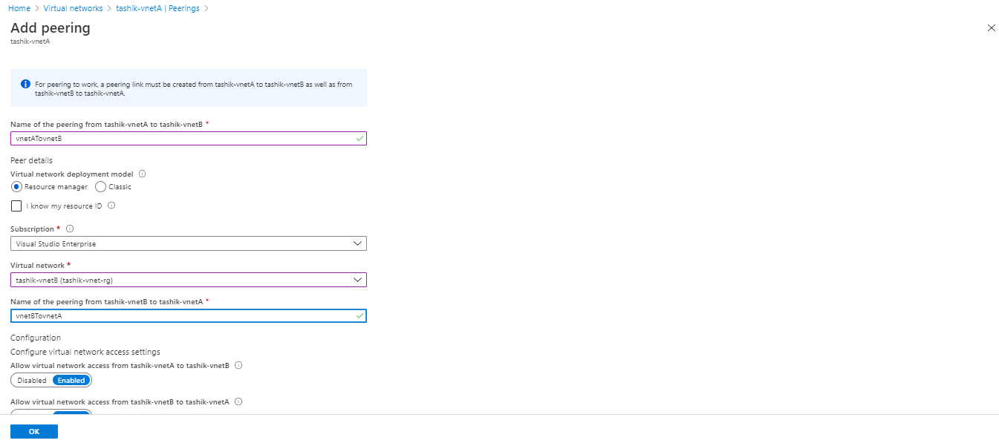 Home > Virtual networks > tashik-vnetA | Peerings >
Add peering
tashik-vnetA
For peering to work, a peering link must be created from tashik-vnetA to tashik-vnetB as well as from
tashik-vnetB to tashik-vnetA.
Name of the peering from tashik-vnetA to tashik-vnetB *
vnetATovnetB
Peer details
Virtual network deployment model
Resource manager Classic
I know my resource ID
Subscription *
Visual Studio Enterprise
Virtual network *
tashik-vnetB (tashik-vnet-rg)
Name of the peering from tashik-vnetB to tashik-vnetA *
vnetBTovnetA
Configuration
Configure virtual network access settings
Allow virtual network access from tashik-vnetA to tashik-vnetB
Disabled Enabled
Allow virtual network access from tashik-vnetB to tashik-vnetA
OK